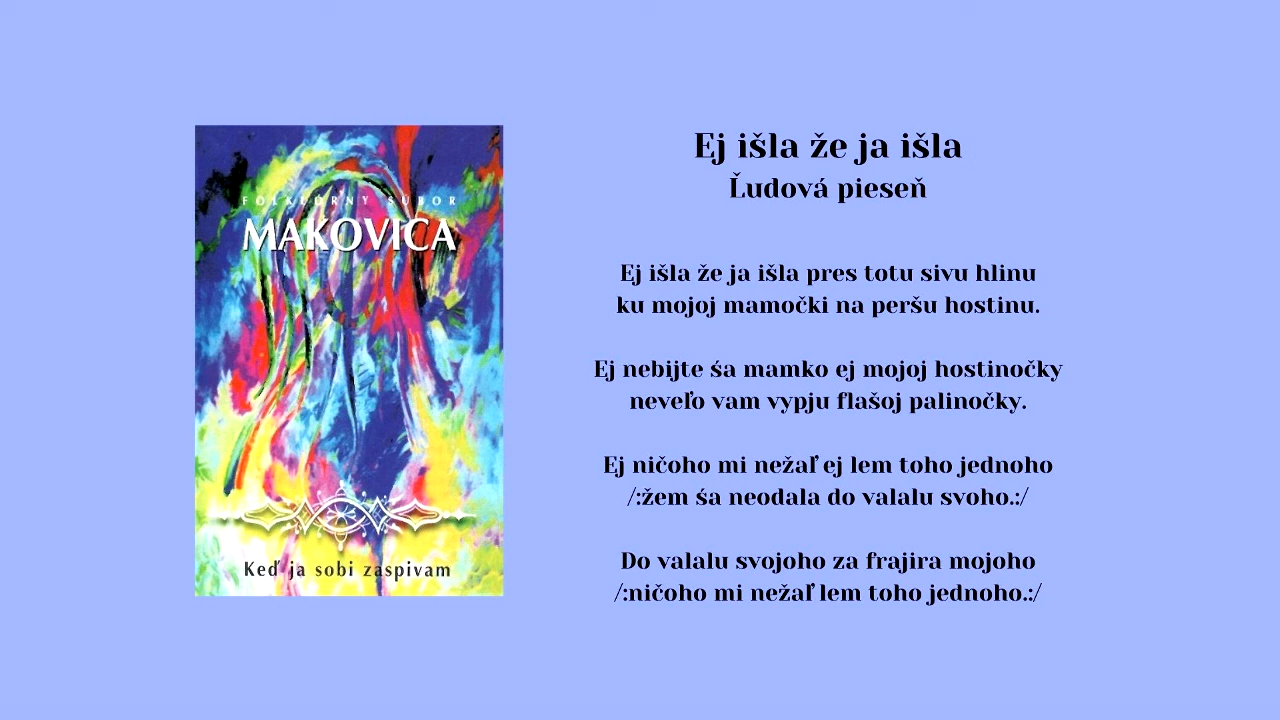 FOLKLÓRNY SÚBOR
MAKOVICA
Keď ja sobi zaspivam
Ej išla že ja išla
Ľudová pieseň
Ej išla že ja išla pres totu sivu hlinu
ku mojoj mamočki na peršu hostinu.
Ej nebijte śa mamko ej mojoj hostinočky
neveľo vam vypju flašoj palinočky.
Ej ničoho mi nežaľ ej lem toho jednoho
/:žem śa neodala do valalu svoho.:/
Do valalu svojoho za frajira mojoho
/:ničoho mi nežaľ lem toho jednoho.:/